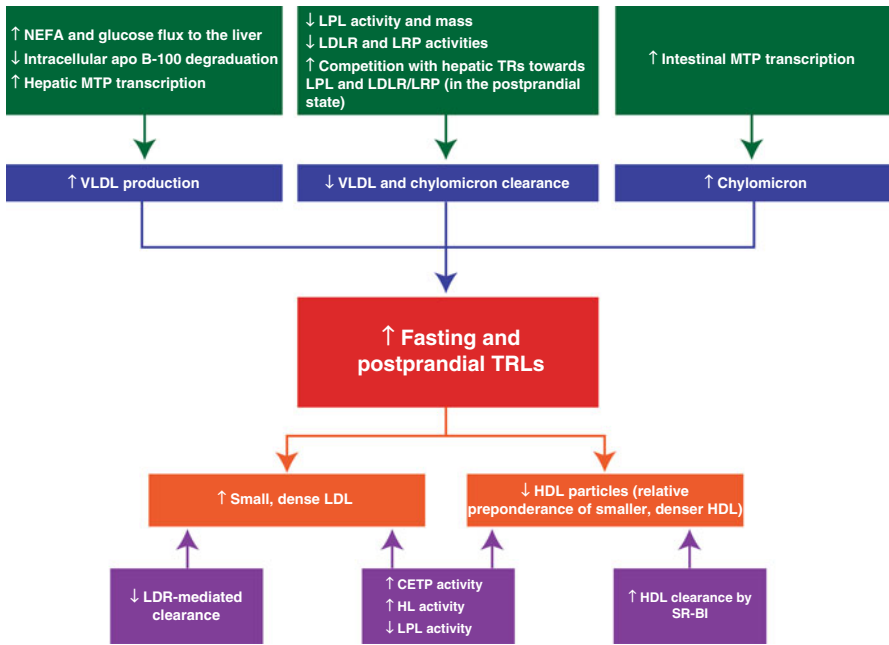 ↑ NEFA and glucose flux to the liver
↓ Intracellular apo B-100 degraduation
↑ Hepatic MTP transcription
↓ LPL activity and mass
↓ LDLR and LRP activities
↑ Competition with hepatic TRs towards
LPL and LDLR/LRP (in the postprandial
state)
↑ Intestinal MTP transcription
↑ VLDL production
↓ VLDL and chylomicron clearance
↑ Chylomicron
↑ Fasting and
postprandial TRLs
↑ Small, dense LDL
↓ HDL particles (relative
preponderance of smaller, denser HDL)
↓ LDR-mediated
clearance
↑ CETP activity
↑ HL activity
↓ LPL activity
↑ HDL clearance by
SR-BI